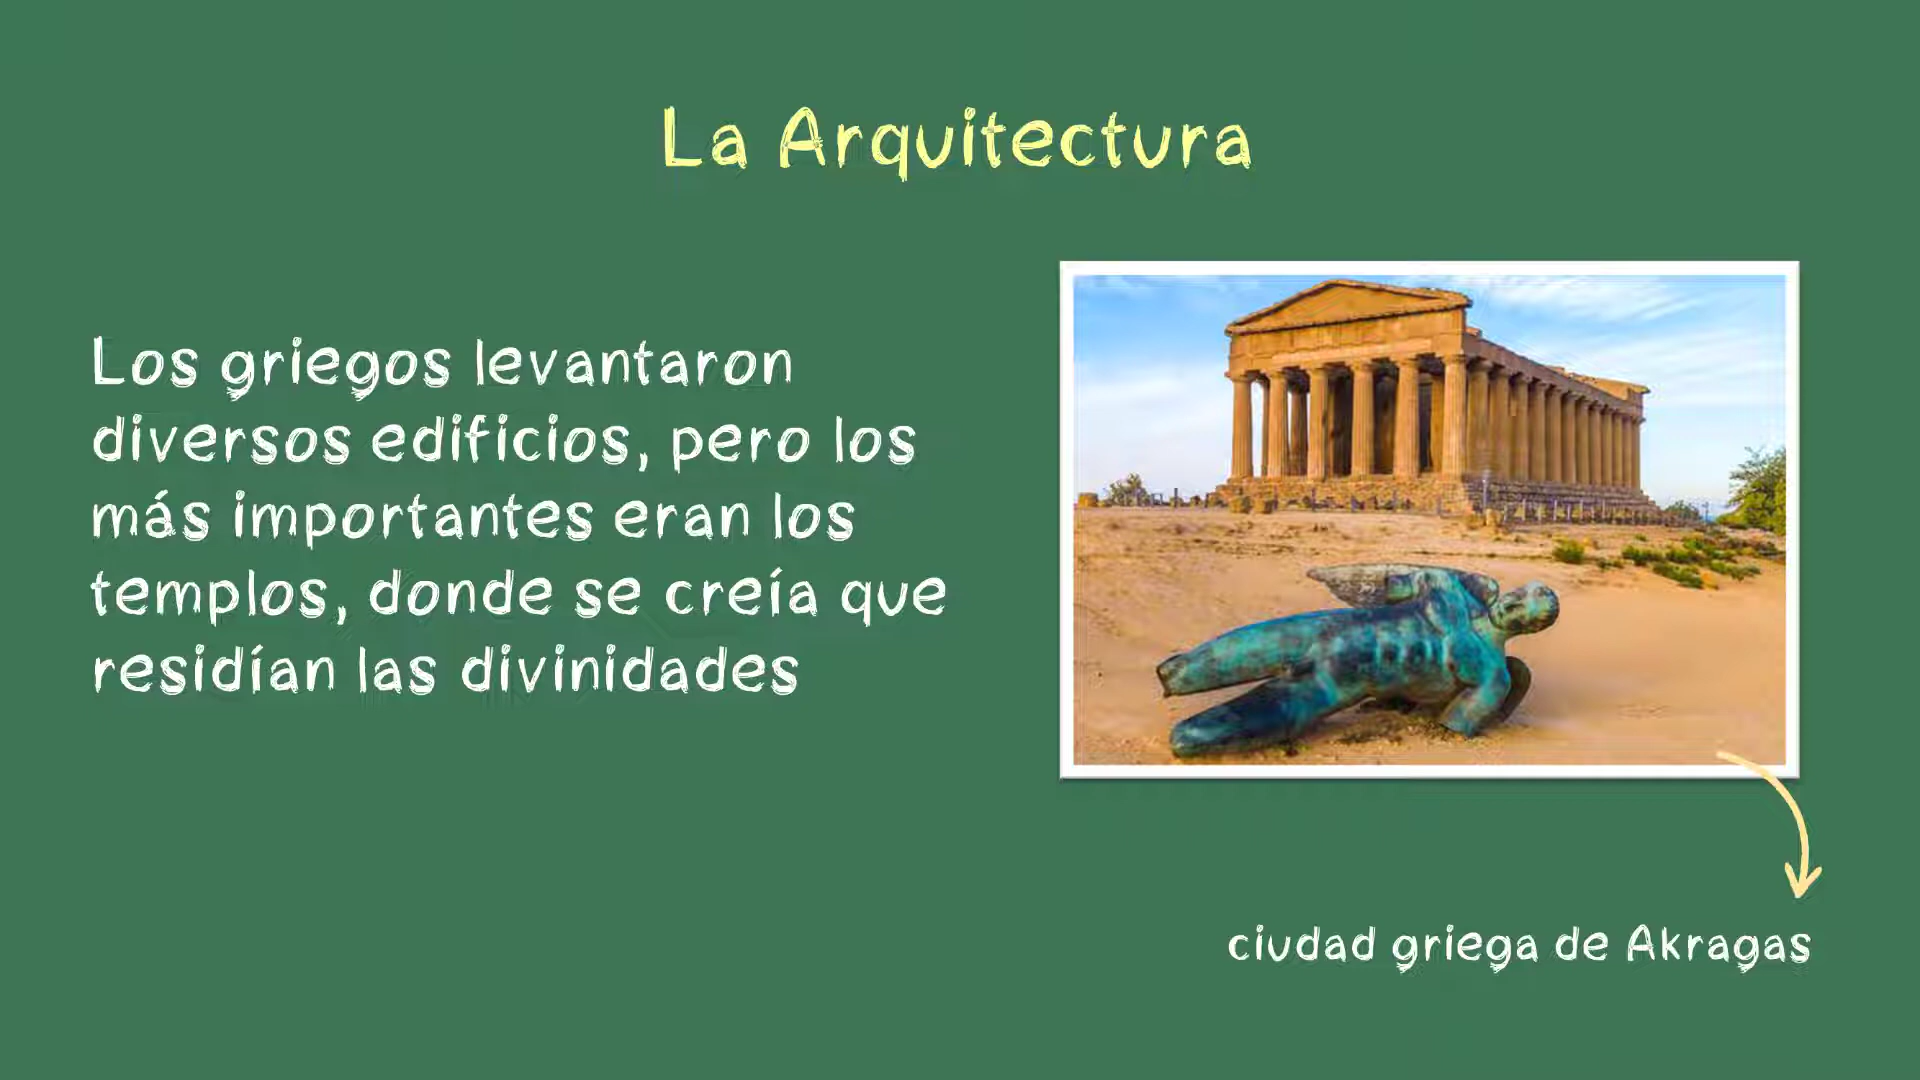 La Arquitectura
Los griegos levantaron
diversos edificios, pero los
más importantes eran los
templos, donde se creía que
residían las divinidades
ciudad griega de Akragas